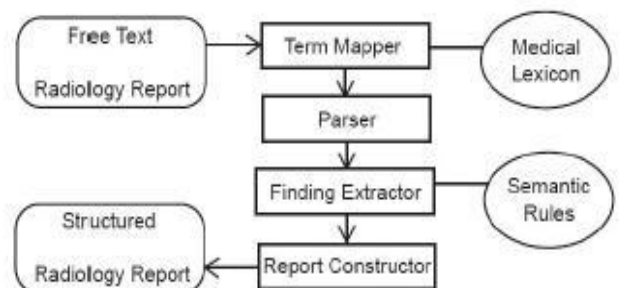 Free Text
Radiology Report
Term Mapper
Medical
Lexicon
Parser
Finding Extractor
Semantic
Rules
Structured
Radiology Report
Report Constructor